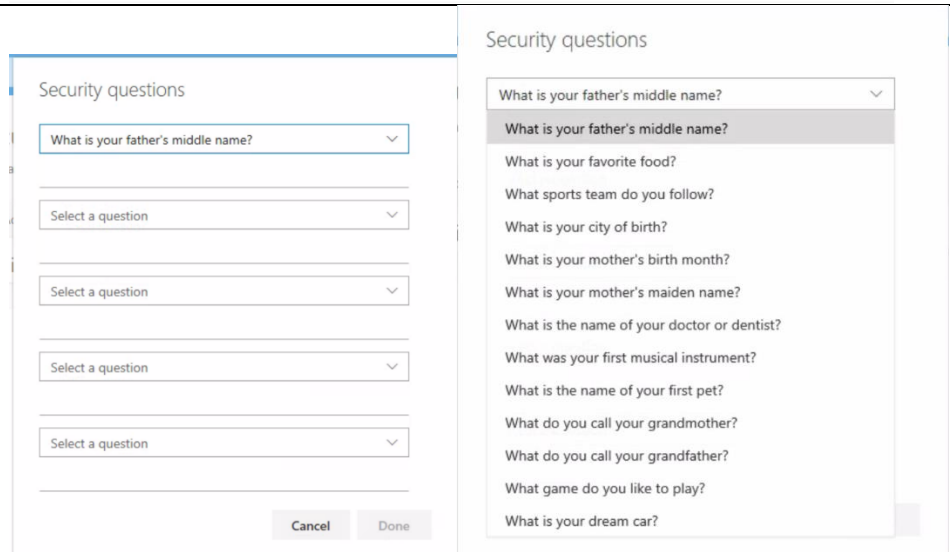 Security questions
What is your father's middle name?
Select a question
Select a question
Select a question
Select a question
Cancel
Done
Security questions
What is your father's middle name?
What is your father's middle name?
What is your favorite food?
What sports team do you follow?
What is your city of birth?
What is your mother's birth month?
What is your mother's maiden name?
What is the name of your doctor or dentist?
What was your first musical instrument?
What is the name of your first pet?
What do you call your grandmother?
What do you call your grandfather?
What game do you like to play?
What is your dream car?